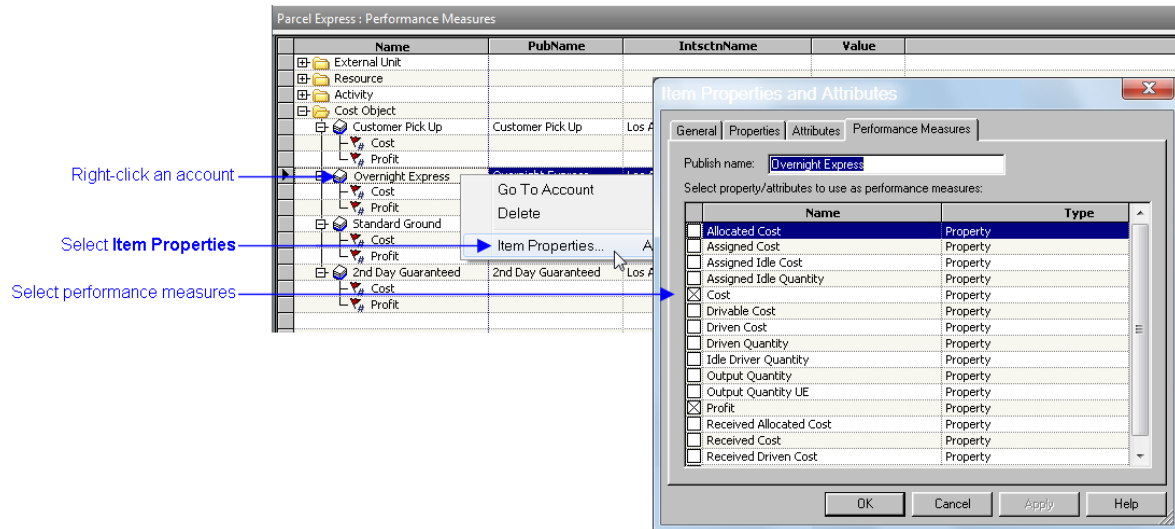 Parcel Express : Performance Measures
Name PubName IntsctnName Value
External Unit
Resource
Activity
Cost Object
Customer Pick Up Customer Pick Up Los A
Cost
Profit
Right-click an account
Overnight Express Overnight Express
Cost
Profit
Standard Ground
Cost
Profit
2nd Day Guaranteed 2nd Day Guaranteed Los A
Cost
Profit
Go To Account
Delete
Select Item Properties
Item Properties... A
Select performance measures
Item Properties and Attributes
General Properties Attributes Performance Measures
Publish name: Overnight Express
Select property/attributes to use as performance measures:
Name Type
Allocated Cost Property
Assigned Cost Property
Assigned Idle Cost Property
Assigned Idle Quantity Property
Cost Property
Drivable Cost Property
Driven Cost Property
Driven Quantity Property
Idle Driver Quantity Property
Output Quantity Property
Output Quantity UE Property
Profit Property
Received Allocated Cost Property
Received Cost Property
Received Driven Cost Property
OK Cancel Apply Help